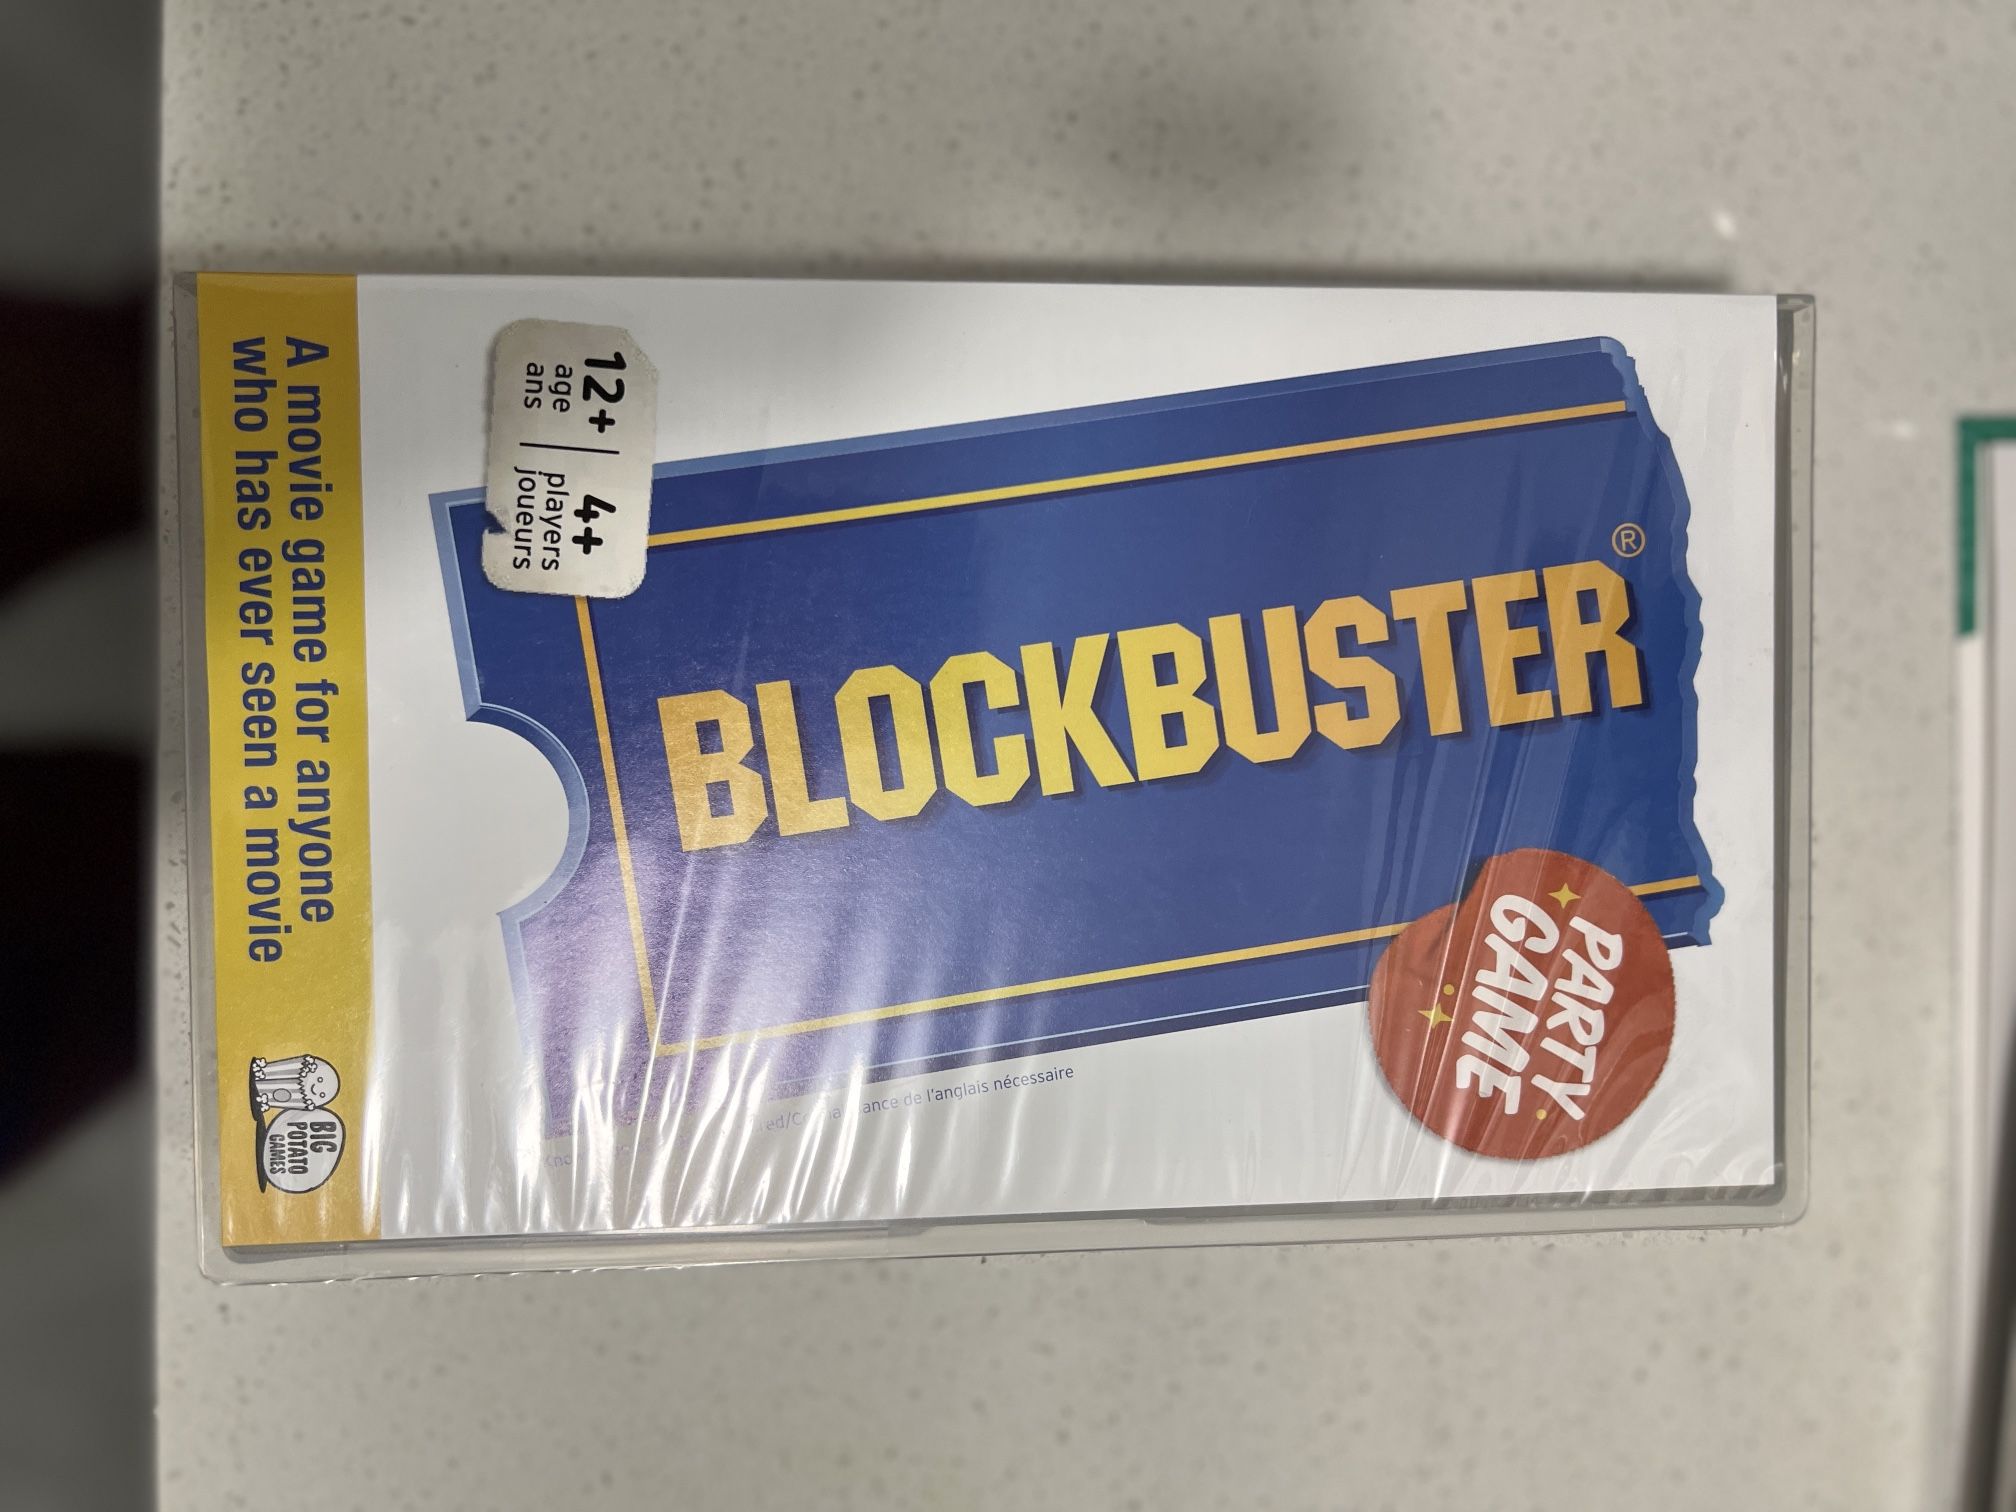 BLOCKBUSTER®
PARTY
GAME
12+ | 4+
age | players
ans | joueurs
de l'anglais nécessaire
A movie game for anyone
who has ever seen a movie
BIG
POTATO
GAMES